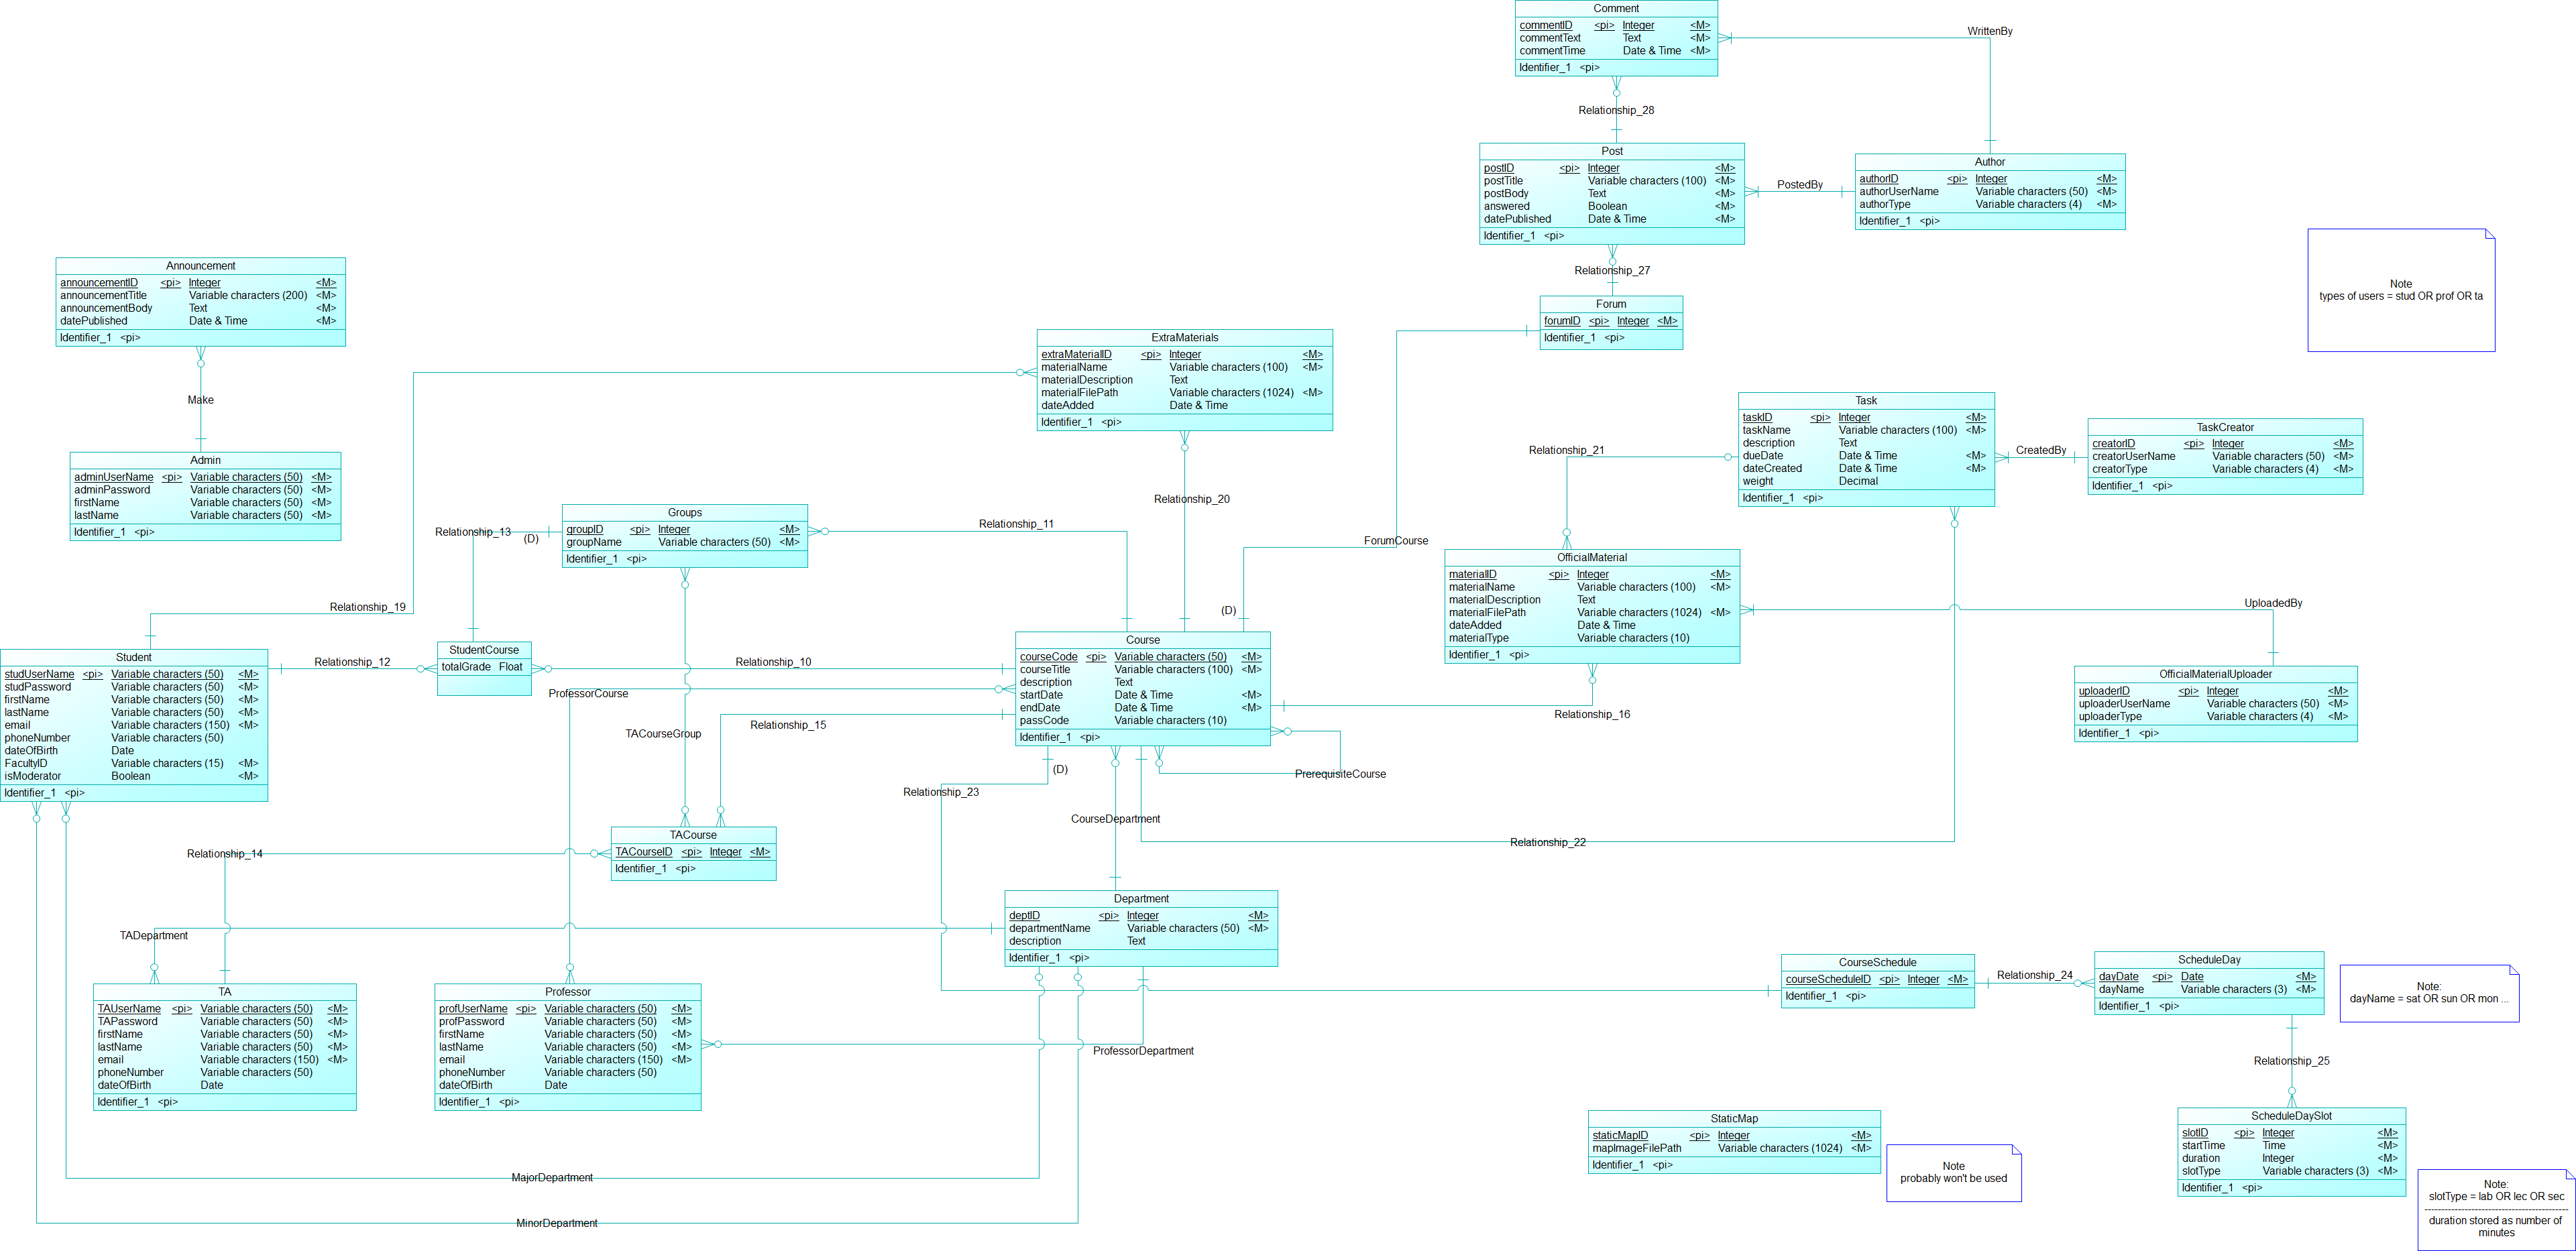 Comment
commentID <pi> Integer <M>
commentText Text <M>
commentTime Date & Time <M>
Identifier_1 <pi>
WrittenBy
Relationship_28
Post
postID <pi> Integer <M>
postTitle Variable characters (100) <M>
postBody Text <M>
answered Boolean <M>
datePublished Date & Time <M>
Identifier_1 <pi>
PostedBy
Author
authorID <pi> Integer <M>
authorUserName Variable characters (50) <M>
authorType Variable characters (4) <M>
Identifier_1 <pi>
Note
types of users = stud OR prof OR ta
Relationship_27
Forum
forumID <pi> Integer <M>
Identifier_1 <pi>
Announcement
announcementID <pi> Integer <M>
announcementTitle Variable characters (200) <M>
announcementBody Text <M>
datePublished Date & Time <M>
Identifier_1 <pi>
Make
Admin
adminUserName <pi> Variable characters (50) <M>
adminPassword Variable characters (50) <M>
firstName Variable characters (50) <M>
lastName Variable characters (50) <M>
Identifier_1 <pi>
ExtraMaterials
extraMaterialID <pi> Integer <M>
materialName Variable characters (100) <M>
materialDescription Text
materialFilePath Variable characters (1024) <M>
dateAdded Date & Time
Identifier_1 <pi>
Relationship_20
Task
taskID <pi> Integer <M>
taskName Variable characters (100) <M>
description Text
dueDate Date & Time <M>
dateCreated Date & Time <M>
weight Decimal
Identifier_1 <pi>
CreatedBy
TaskCreator
creatorID <pi> Integer <M>
creatorUserName Variable characters (50) <M>
creatorType Variable characters (4) <M>
Identifier_1 <pi>
Relationship_21
Groups
groupID <pi> Integer <M>
groupName Variable characters (50) <M>
Identifier_1 <pi>
Relationship_13
(D)
Relationship_11
ForumCourse
(D)
OfficialMaterial
materialID <pi> Integer <M>
materialName Variable characters (100) <M>
materialDescription Text
materialFilePath Variable characters (1024) <M>
dateAdded Date & Time
materialType Variable characters (10)
Identifier_1 <pi>
UploadedBy
OfficialMaterialUploader
uploaderID <pi> Integer <M>
uploaderUserName Variable characters (50) <M>
uploaderType Variable characters (4) <M>
Identifier_1 <pi>
Relationship_19
Student
studUserName <pi> Variable characters (50) <M>
studPassword Variable characters (50) <M>
firstName Variable characters (50) <M>
lastName Variable characters (50) <M>
email Variable characters (150) <M>
phoneNumber Variable characters (50)
dateOfBirth Date
FacultyID Variable characters (15) <M>
isModerator Boolean <M>
Identifier_1 <pi>
Relationship_12
StudentCourse
totalGrade Float
Relationship_10
ProfessorCourse
Course
courseCode <pi> Variable characters (50) <M>
courseTitle Variable characters (100) <M>
description Text
startDate Date & Time <M>
endDate Date & Time <M>
passCode Variable characters (10)
Identifier_1 <pi>
Relationship_16
TACourseGroup
Relationship_15
PrerequisiteCourse
(D)
Relationship_23
CourseDepartment
Relationship_22
TACourse
TACourseID <pi> Integer <M>
Identifier_1 <pi>
Relationship_14
Department
deptID <pi> Integer <M>
departmentName Variable characters (50) <M>
description Text
Identifier_1 <pi>
TADepartment
TA
TAUserName <pi> Variable characters (50) <M>
TAPassword Variable characters (50) <M>
firstName Variable characters (50) <M>
lastName Variable characters (50) <M>
email Variable characters (150) <M>
phoneNumber Variable characters (50)
dateOfBirth Date
Identifier_1 <pi>
Professor
profUserName <pi> Variable characters (50) <M>
profPassword Variable characters (50) <M>
firstName Variable characters (50) <M>
lastName Variable characters (50) <M>
email Variable characters (150) <M>
phoneNumber Variable characters (50)
dateOfBirth Date
Identifier_1 <pi>
ProfessorDepartment
CourseSchedule
courseScheduleID <pi> Integer <M>
Identifier_1 <pi>
Relationship_24
ScheduleDay
dayDate <pi> Date <M>
dayName Variable characters (3) <M>
Identifier_1 <pi>
Note:
dayName = sat OR sun OR mon ...
Relationship_25
StaticMap
staticMapID <pi> Integer <M>
mapImageFilePath Variable characters (1024) <M>
Identifier_1 <pi>
Note
probably won't be used
ScheduleDaySlot
slotID <pi> Integer <M>
startTime Time <M>
duration Integer <M>
slotType Variable characters (3) <M>
Identifier_1 <pi>
Note:
slotType = lab OR lec OR sec
-----------------------------------------
duration stored as number of
minutes
MajorDepartment
MinorDepartment